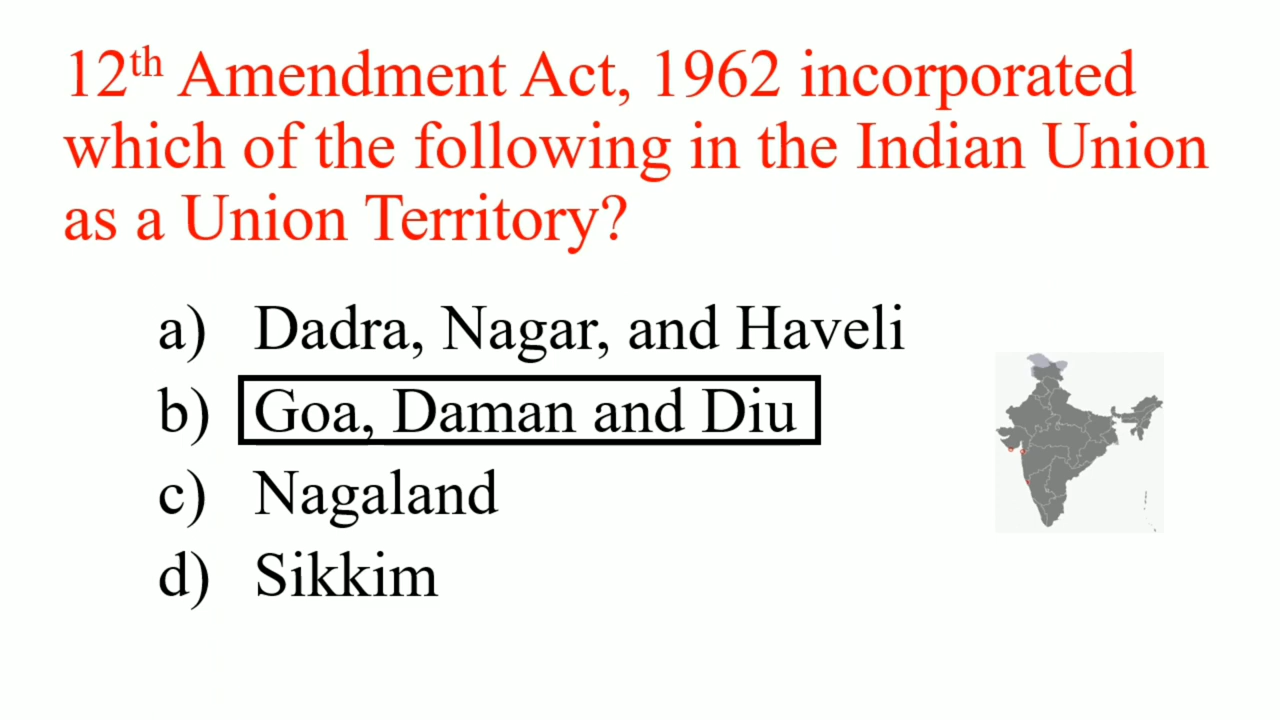 12th Amendment Act, 1962 incorporated
which of the following in the Indian Union
as a Union Territory?
a) Dadra, Nagar, and Haveli
b) Goa, Daman and Diu
c) Nagaland
d) Sikkim